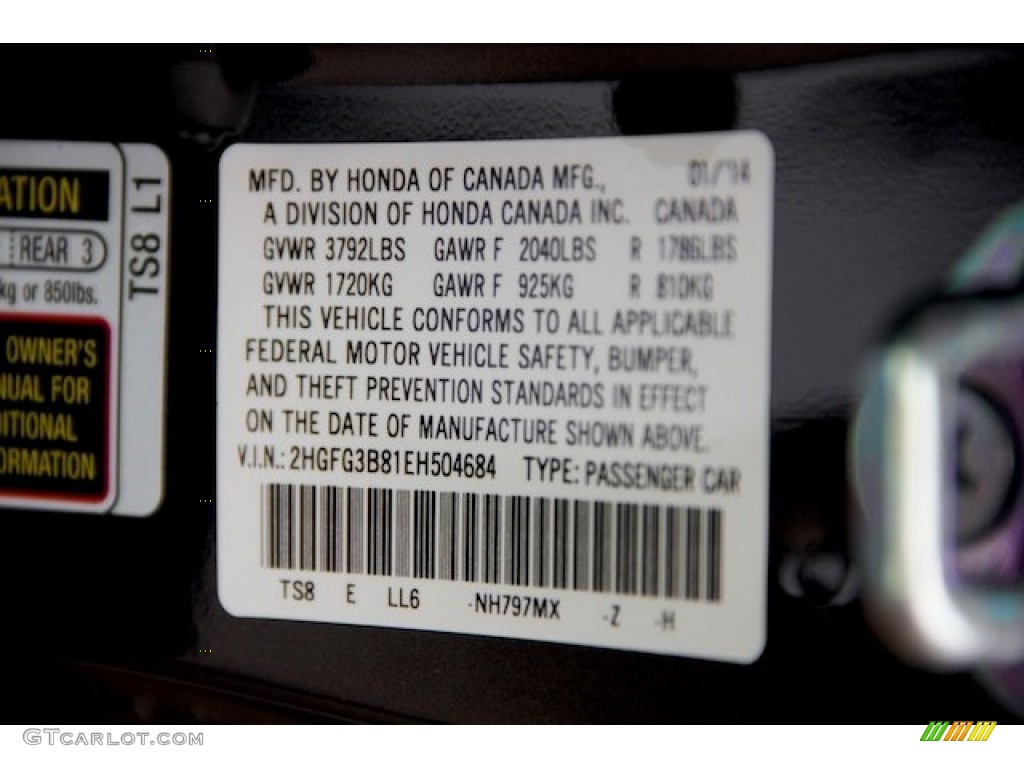 MFD. BY HONDA OF CANADA MFG., 01/14
A DIVISION OF HONDA CANADA INC. CANADA
GVWR 3792LBS GAWR F 2040LBS R 1786LBS
GVWR 1720KG GAWR F 925KG R 810KG
THIS VEHICLE CONFORMS TO ALL APPLICABLE
FEDERAL MOTOR VEHICLE SAFETY, BUMPER,
AND THEFT PREVENTION STANDARDS IN EFFECT
ON THE DATE OF MANUFACTURE SHOWN ABOVE.
V.I.N.: 2HGFG3B81EH504684 TYPE: PASSENGER CAR
TS8 E LL6 -NH797MX -Z -H
ATION
REAR 3
kg or 850lbs.
OWNER'S
NUAL FOR
DITIONAL
ORMATION
TS8 L1
GTCARLOT.COM